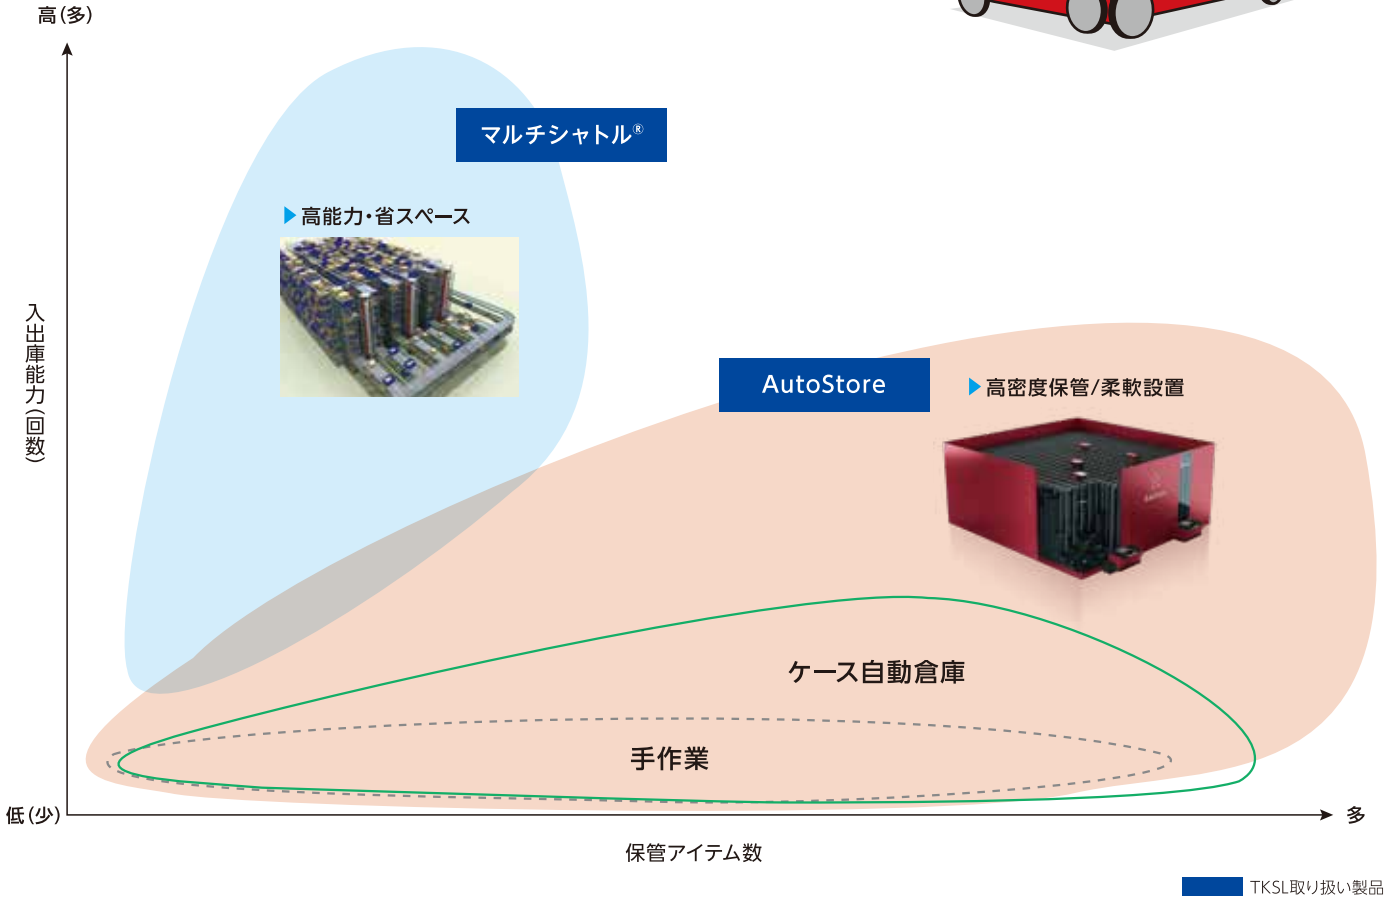 高(多)
マルチシャトル®
高能力・省スペース
入出庫能力(回数)
AutoStore
高密度保管/柔軟設置
ケース自動倉庫
手作業
低(少)
多
保管アイテム数
TKSL取り扱い製品